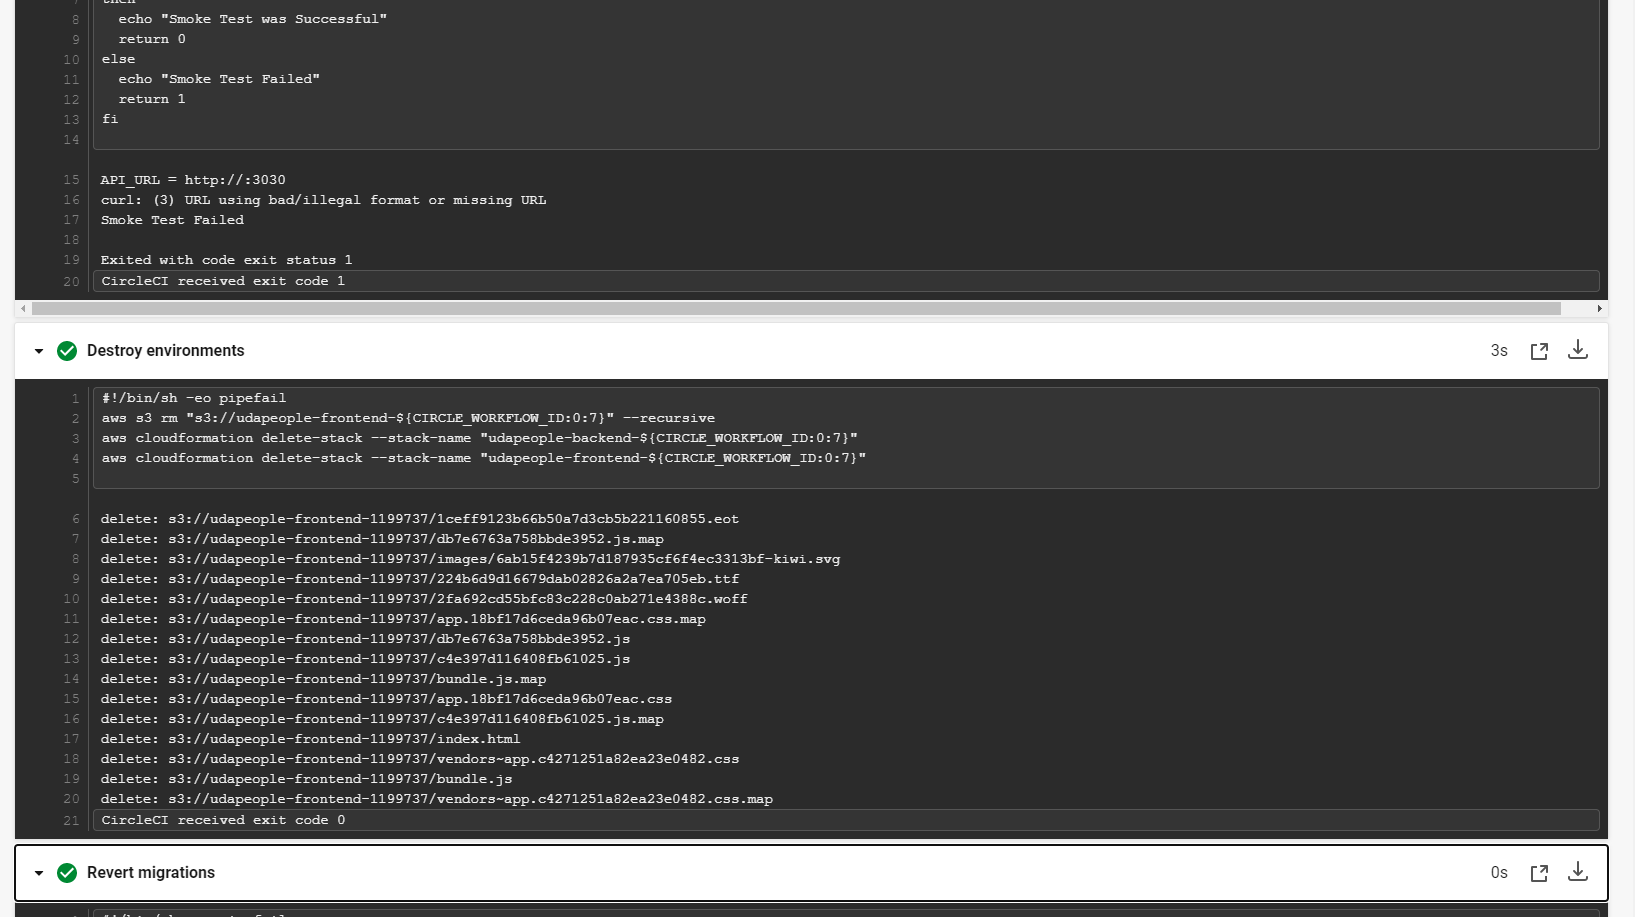 7 then
8 echo "Smoke Test was Successful"
9 return 0
10 else
11 echo "Smoke Test Failed"
12 return 1
13 fi
14
15 API_URL = http://:3030
16 curl: (3) URL using bad/illegal format or missing URL
17 Smoke Test Failed
18
19 Exited with code exit status 1
20 CircleCI received exit code 1
Destroy environments 3s
1 #!/bin/sh -eo pipefail
2 aws s3 rm "s3://udapeople-frontend-${CIRCLE_WORKFLOW_ID:0:7}" --recursive
3 aws cloudformation delete-stack --stack-name "udapeople-backend-${CIRCLE_WORKFLOW_ID:0:7}"
4 aws cloudformation delete-stack --stack-name "udapeople-frontend-${CIRCLE_WORKFLOW_ID:0:7}"
5
6 delete: s3://udapeople-frontend-1199737/1ceff9123b66b50a7d3cb5b221160855.eot
7 delete: s3://udapeople-frontend-1199737/db7e6763a758bbde3952.js.map
8 delete: s3://udapeople-frontend-1199737/images/6ab15f4239b7d187935cf6f4ec3313bf-kiwi.svg
9 delete: s3://udapeople-frontend-1199737/224b6d9d16679dab02826a2a7ea705eb.ttf
10 delete: s3://udapeople-frontend-1199737/2fa692cd55bfc83c228c0ab271e4388c.woff
11 delete: s3://udapeople-frontend-1199737/app.18bf17d6ceda96b07eac.css.map
12 delete: s3://udapeople-frontend-1199737/db7e6763a758bbde3952.js
13 delete: s3://udapeople-frontend-1199737/c4e397d116408fb61025.js
14 delete: s3://udapeople-frontend-1199737/bundle.js.map
15 delete: s3://udapeople-frontend-1199737/app.18bf17d6ceda96b07eac.css
16 delete: s3://udapeople-frontend-1199737/c4e397d116408fb61025.js.map
17 delete: s3://udapeople-frontend-1199737/index.html
18 delete: s3://udapeople-frontend-1199737/vendors~app.c4271251a82ea23e0482.css
19 delete: s3://udapeople-frontend-1199737/bundle.js
20 delete: s3://udapeople-frontend-1199737/vendors~app.c4271251a82ea23e0482.css.map
21 CircleCI received exit code 0
Revert migrations 0s